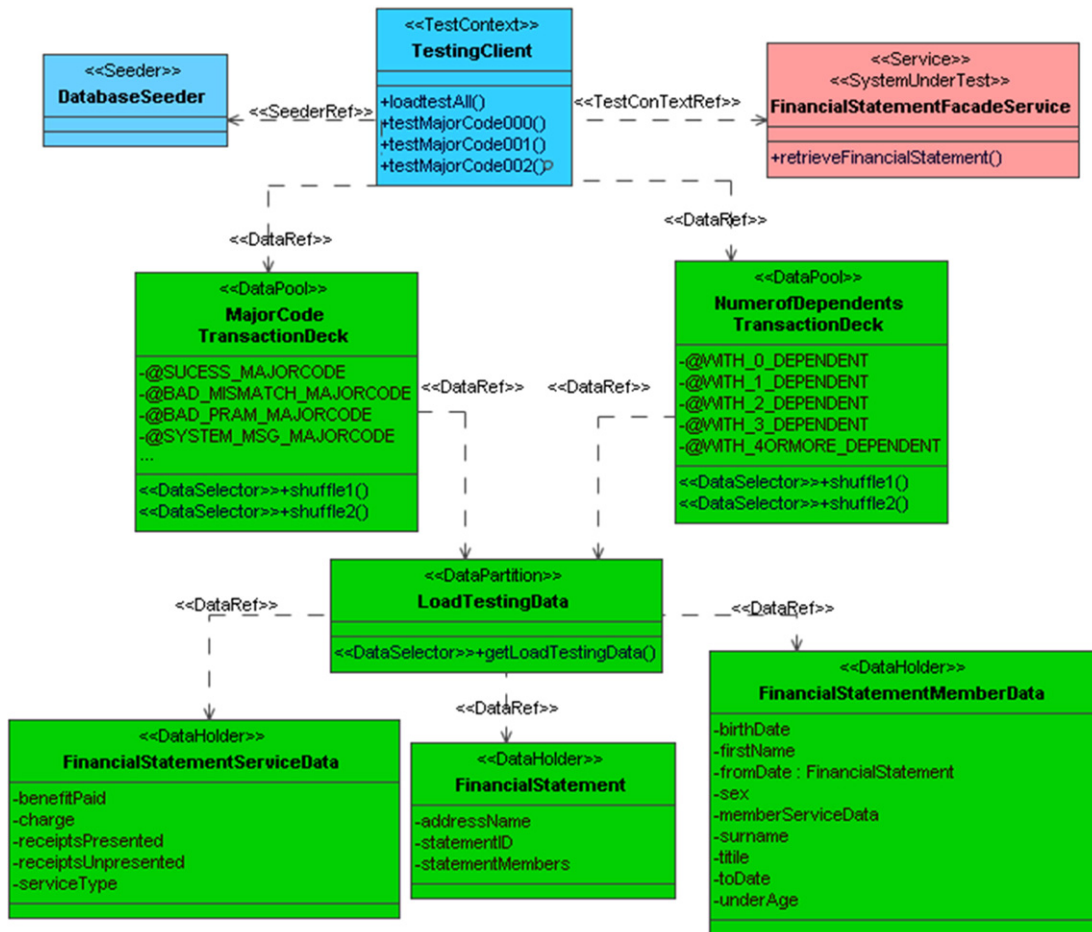 <<TestContext>>
TestingClient
+loadtestAll()
+testMajorCode000()
+testMajorCode001()
+testMajorCode002()
<<Seeder>>
DatabaseSeeder
<<SeederRef>>
<<TestConTextRef>>
<<Service>>
<<SystemUnderTest>>
FinancialStatementFacadeService
+retrieveFinancialStatement()
<<DataRef>>
<<DataRef>>
<<DataPool>>
MajorCode
TransactionDeck
-@SUCESS_MAJORCODE
-@BAD_MISMATCH_MAJORCODE
-@BAD_PRAM_MAJORCODE
-@SYSTEM_MSG_MAJORCODE
...
<<DataSelector>>+shuffle1()
<<DataSelector>>+shuffle2()
<<DataRef>>
<<DataRef>>
<<DataPool>>
NumerofDependents
TransactionDeck
-@WITH_0_DEPENDENT
-@WITH_1_DEPENDENT
-@WITH_2_DEPENDENT
-@WITH_3_DEPENDENT
-@WITH_4ORMORE_DEPENDENT
<<DataSelector>>+shuffle1()
<<DataSelector>>+shuffle2()
<<DataPartition>>
LoadTestingData
<<DataSelector>>+getLoadTestingData()
<<DataRef>>
<<DataRef>>
<<DataRef>>
<<DataHolder>>
FinancialStatementServiceData
-benefitPaid
-charge
-receiptsPresented
-receiptsUnpresented
-serviceType
<<DataHolder>>
FinancialStatement
-addressName
-statementID
-statementMembers
<<DataHolder>>
FinancialStatementMemberData
-birthDate
-firstName
-fromDate : FinancialStatement
-sex
-memberServiceData
-surname
-titile
-toDate
-underAge